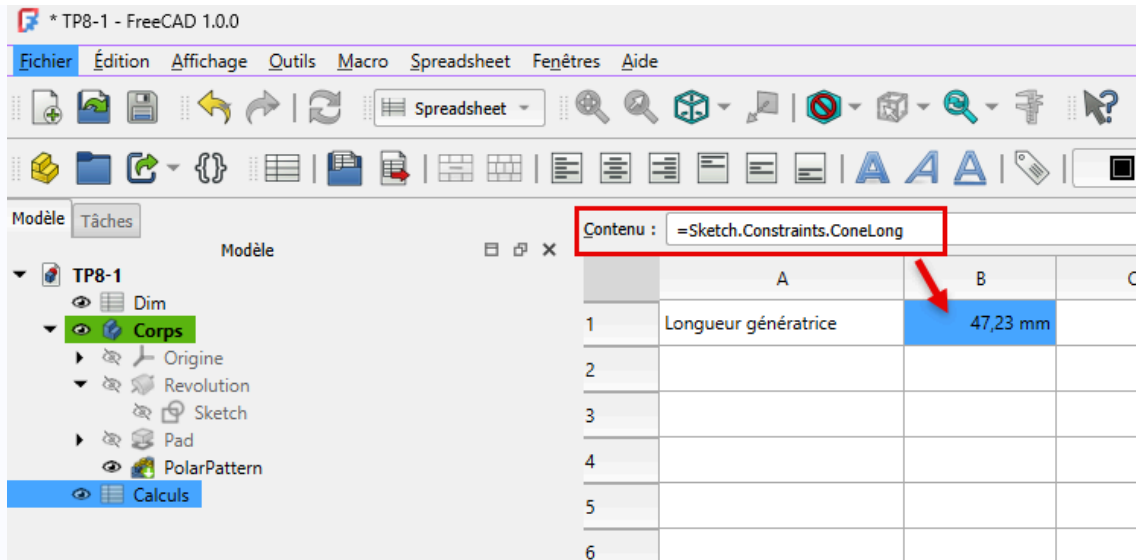 * TP8-1 - FreeCAD 1.0.0
Fichier Édition Affichage Outils Macro Spreadsheet Fenêtres Aide
Spreadsheet
Modèle Tâches
Modèle
TP8-1
Dim
Corps
Origine
Revolution
Sketch
Pad
PolarPattern
Calculs
Contenu : =Sketch.Constraints.ConeLong
A B C
1 Longueur génératrice 47,23 mm
2
3
4
5
6